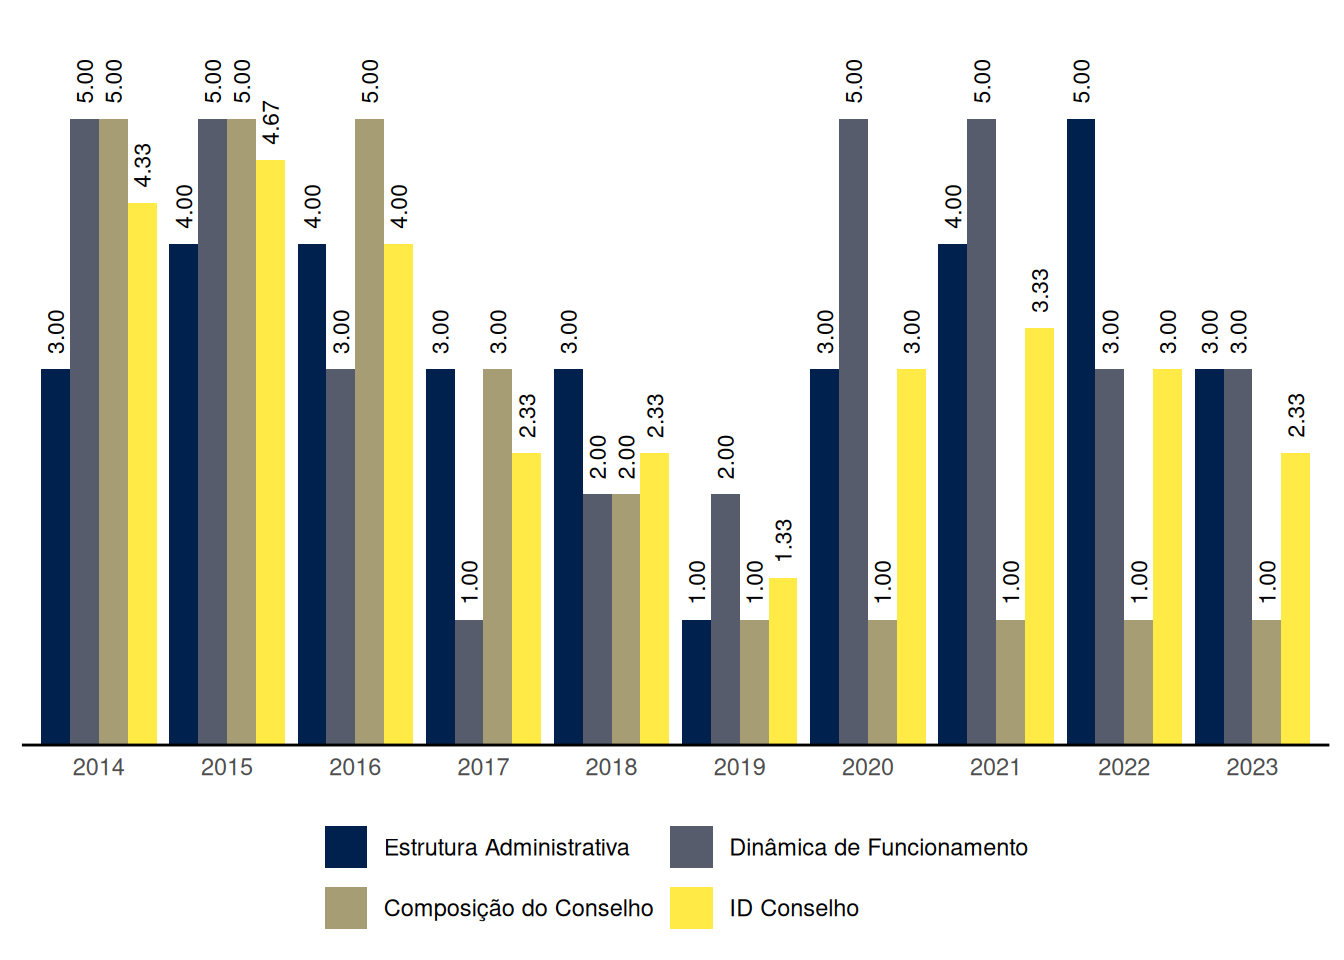 3.00 5.00 5.00 4.33
4.00 5.00 5.00 4.67
4.00 3.00 5.00 4.00
3.00 1.00 3.00 2.33
3.00 2.00 2.00 2.33
1.00 2.00 1.00 1.33
3.00 5.00 1.00 3.00
4.00 5.00 1.00 3.33
5.00 3.00 1.00 3.00
3.00 3.00 1.00 2.33
2014 2015 2016 2017 2018 2019 2020 2021 2022 2023
Estrutura Administrativa Dinâmica de Funcionamento
Composição do Conselho ID Conselho